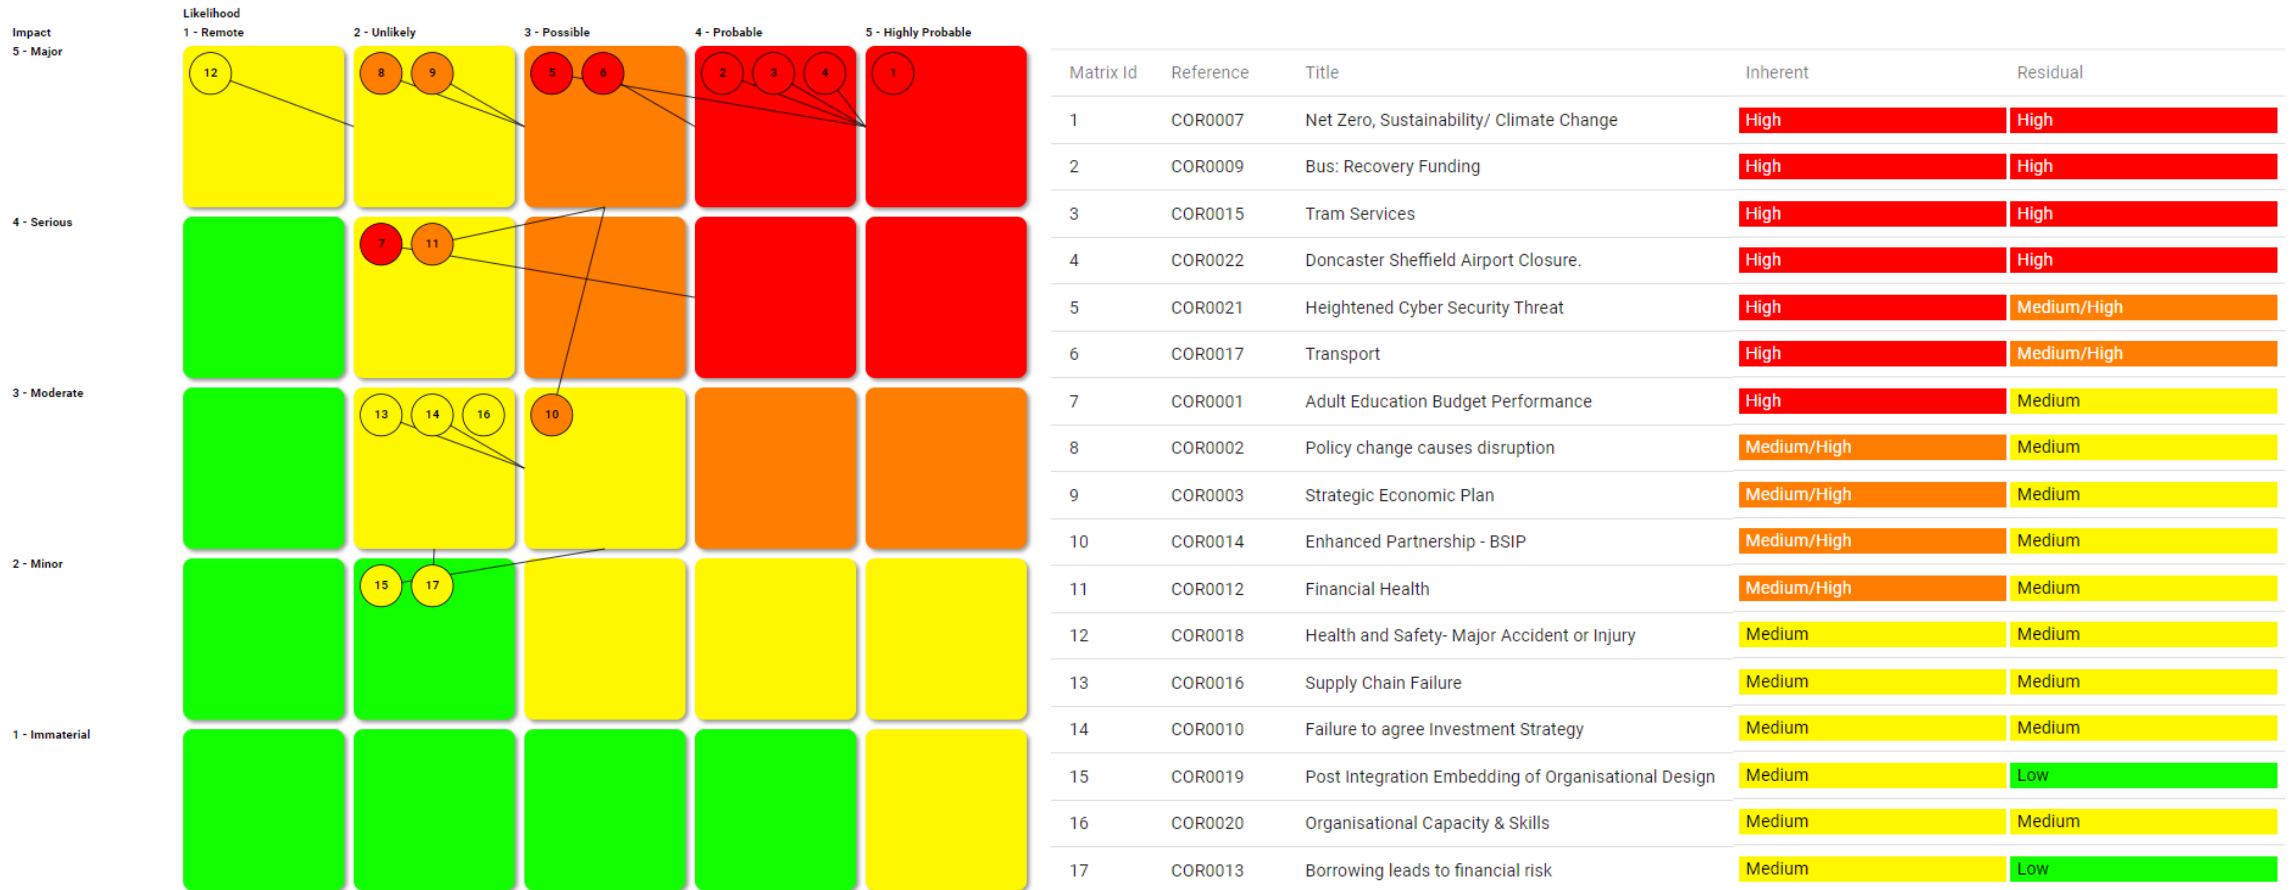 Likelihood
Impact 1 - Remote 2 - Unlikely 3 - Possible 4 - Probable 5 - Highly Probable
5 - Major
12 8 9 5 6 2 3 4 1
4 - Serious
7 11
3 - Moderate
13 14 16 10
2 - Minor
15 17
1 - Immaterial
Matrix Id Reference Title Inherent Residual
1 COR0007 Net Zero, Sustainability/ Climate Change High High
2 COR0009 Bus: Recovery Funding High High
3 COR0015 Tram Services High High
4 COR0022 Doncaster Sheffield Airport Closure. High High
5 COR0021 Heightened Cyber Security Threat High Medium/High
6 COR0017 Transport High Medium/High
7 COR0001 Adult Education Budget Performance High Medium
8 COR0002 Policy change causes disruption Medium/High Medium
9 COR0003 Strategic Economic Plan Medium/High Medium
10 COR0014 Enhanced Partnership - BSIP Medium/High Medium
11 COR0012 Financial Health Medium/High Medium
12 COR0018 Health and Safety- Major Accident or Injury Medium Medium
13 COR0016 Supply Chain Failure Medium Medium
14 COR0010 Failure to agree Investment Strategy Medium Medium
15 COR0019 Post Integration Embedding of Organisational Design Medium Low
16 COR0020 Organisational Capacity & Skills Medium Medium
17 COR0013 Borrowing leads to financial risk Medium Low